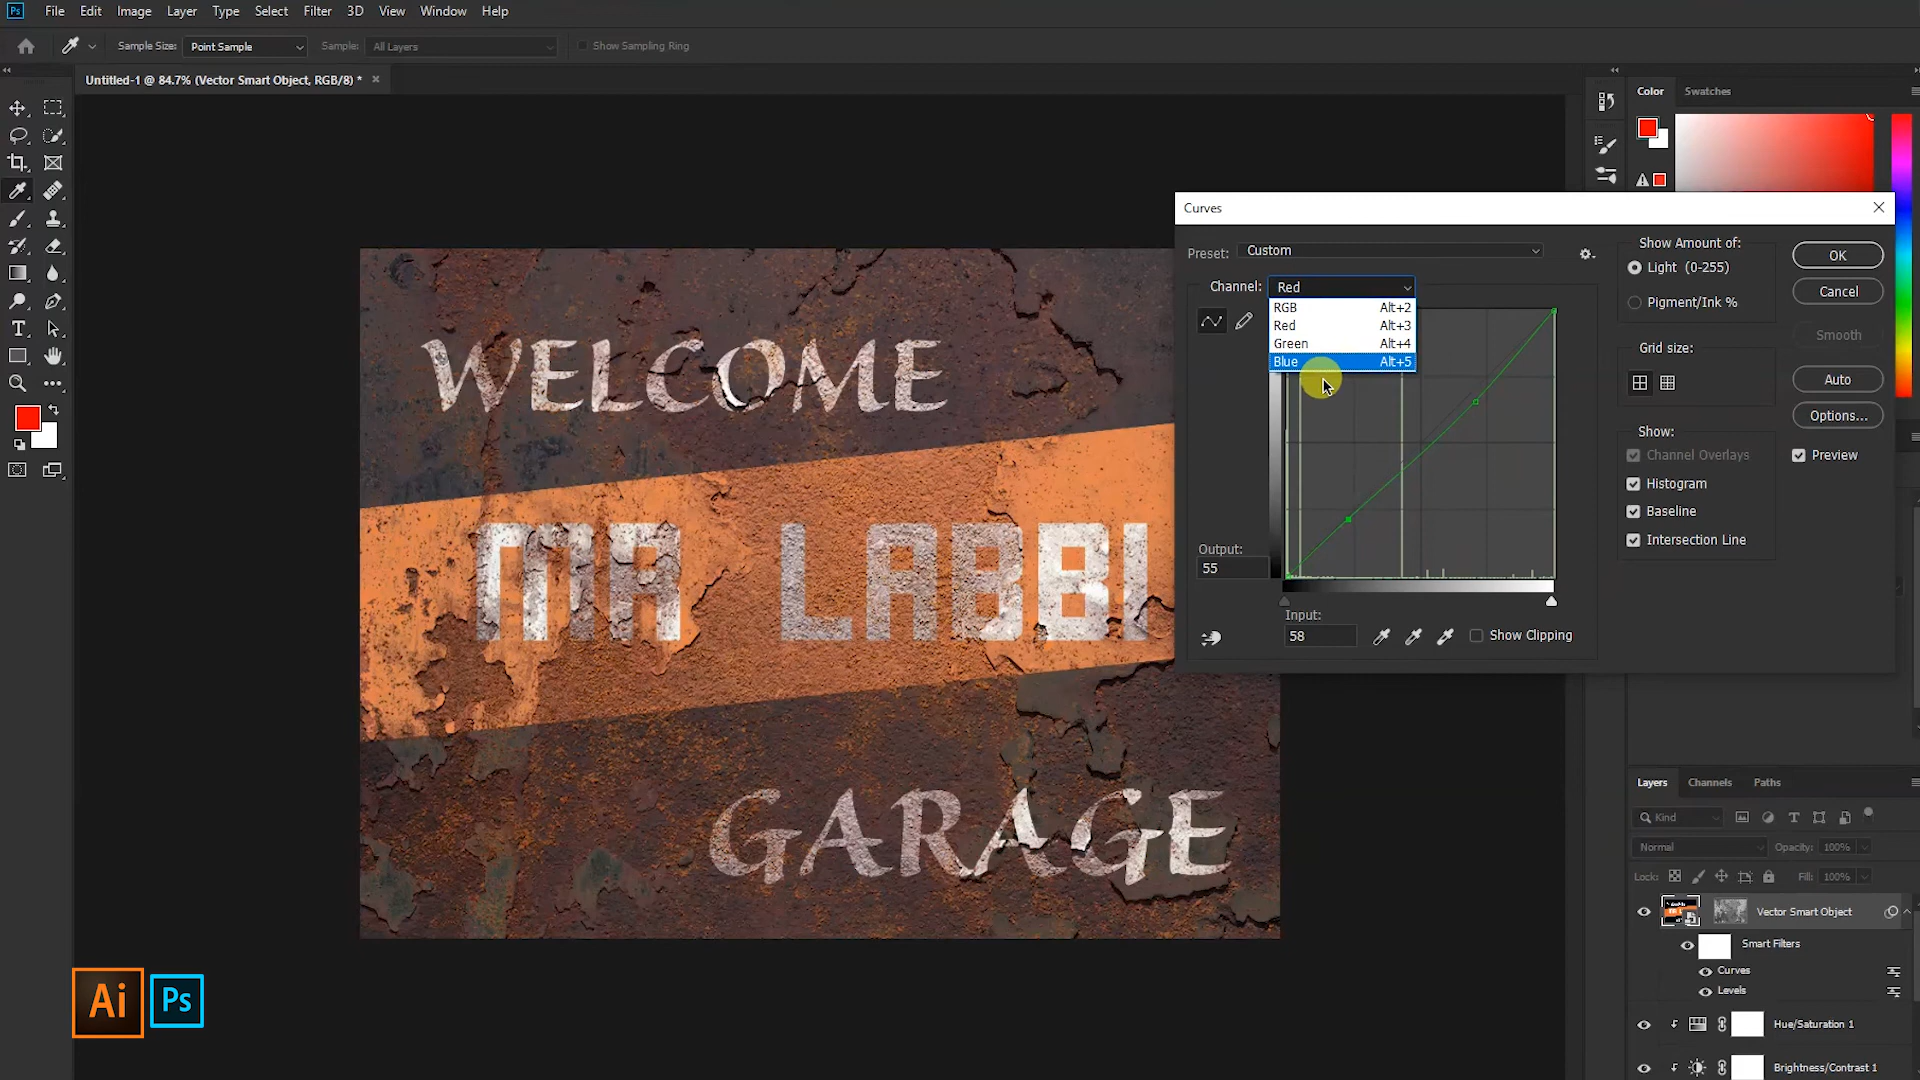 Ps File Edit Image Layer Type Select Filter 3D View Window Help
Sample Size: Point Sample Sample: All Layers Show Sampling Ring
Untitled-1 @ 84.7% (Vector Smart Object, RGB/8) *
Color Swatches
Curves
Preset: Custom
Channel: Red
RGB Alt+2
Red Alt+3
Green Alt+4
Blue Alt+5
Output:
55
Input:
58
Show Clipping
Show Amount of:
Light (0-255)
Pigment/Ink %
Grid size:
Show:
Channel Overlays
Histogram
Baseline
Intersection Line
OK
Cancel
Smooth
Auto
Options...
Preview
WELCOME
MA LABBI
GARAGE
Layers Channels Paths
Kind
Normal Opacity: 100%
Lock: Fill: 100%
Vector Smart Object
Smart Filters
Curves
Levels
Hue/Saturation 1
Brightness/Contrast 1
Ai Ps